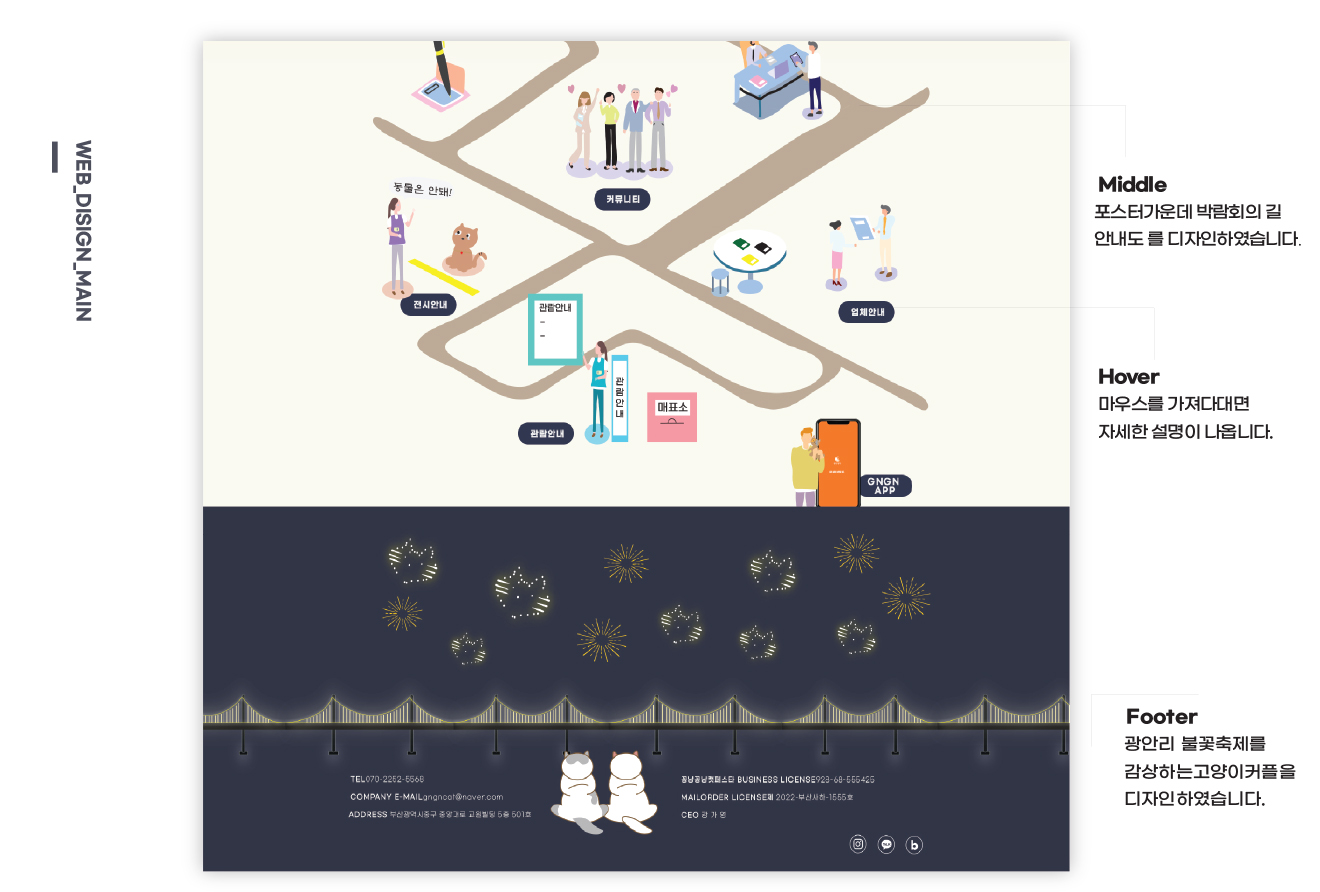 WEB_DISIGN_MAIN
커뮤니티
동물은 안돼!
전시안내
관람안내
업체안내
관람안내
관람안내
매표소
GNGN
APP
Middle
포스터가운데 박람회의 길
안내도 를 디자인하였습니다.
Hover
마우스를 가져다대면
자세한 설명이 나옵니다.
Footer
광안리 불꽃축제를
감상하는고양이커플을
디자인하였습니다.
TEL070-2252-5568
COMPANY E-MAILgngncat@naver.com
ADDRESS 부산광역시중구 중앙대로 고원빌딩 5층 501호
BUSINESS LICENSE928-68-555425
MAILORDER LICENSE제 2022-부산사하-1555호
CEO 강 가 영
b